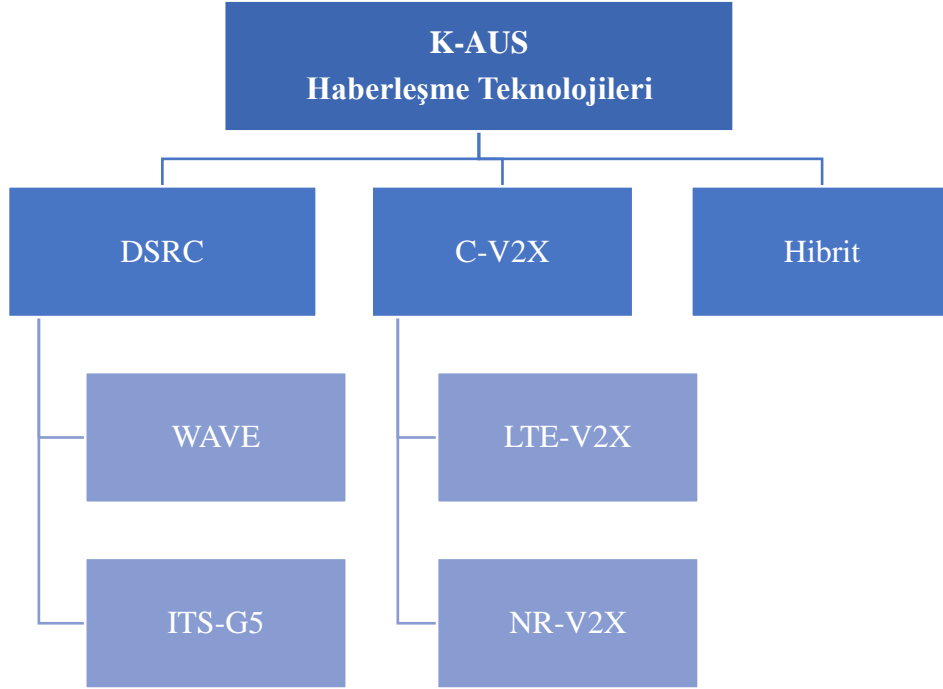 K-AUS
Haberleşme Teknolojileri
DSRC
C-V2X
Hibrit
WAVE
LTE-V2X
ITS-G5
NR-V2X